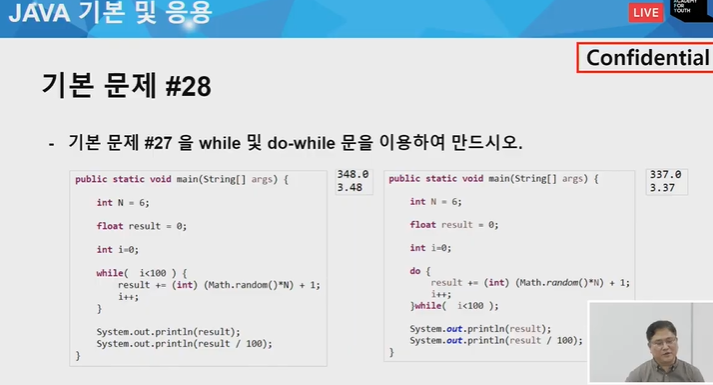 JAVA 기본 및 응용
LIVE
ACADEMY
FOR
YOUTH
Confidential
기본 문제 #28
- 기본 문제 #27 을 while 및 do-while 문을 이용하여 만드시오.
public static void main(String[] args) {
int N = 6;
float result = 0;
int i=0;
while( i<100 ) {
result += (int) (Math.random()*N) + 1;
i++;
}
System.out.println(result);
System.out.println(result / 100);
}
348.0
3.48
public static void main(String[] args) {
int N = 6;
float result = 0;
int i=0;
do {
result += (int) (Math.random()*N) + 1;
i++;
}while( i<100 );
System.out.println(result);
System.out.println(result / 100);
}
337.0
3.37